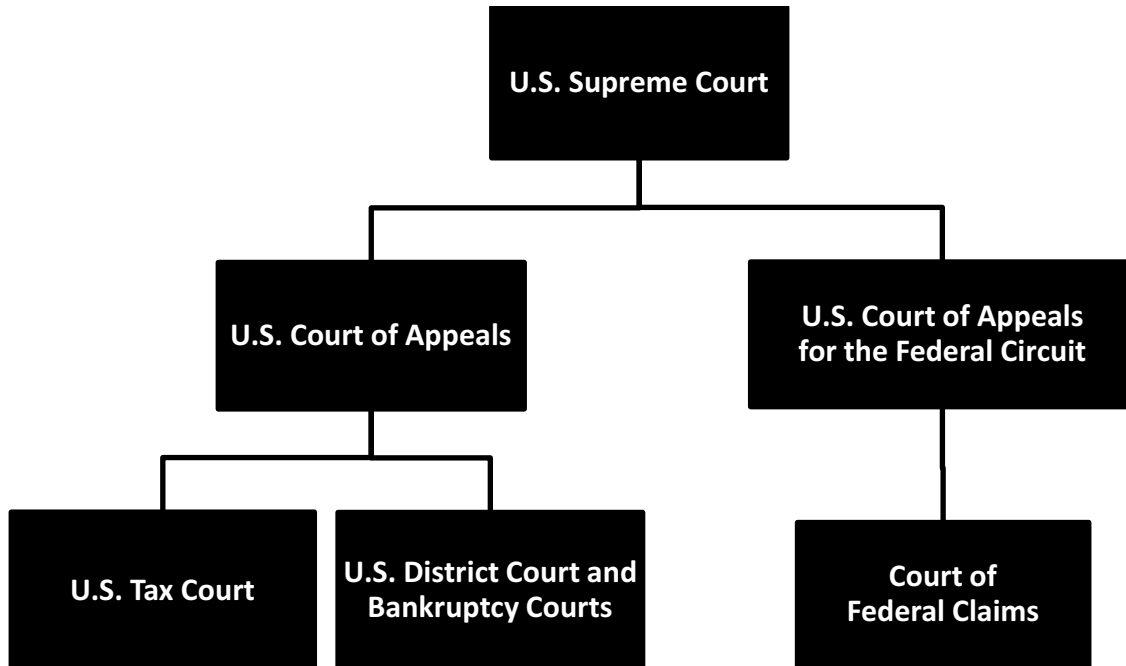 U.S. Supreme Court
U.S. Court of Appeals
U.S. Court of Appeals
for the Federal Circuit
U.S. Tax Court
U.S. District Court and
Bankruptcy Courts
Court of
Federal Claims